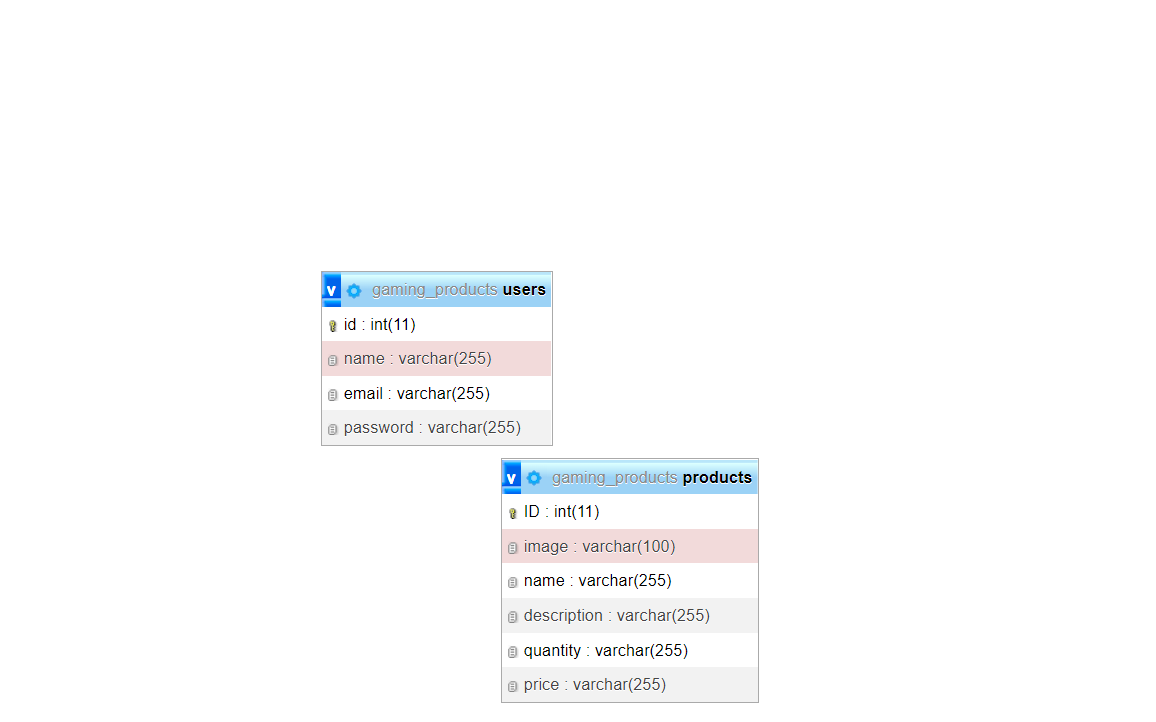 v gaming_products users
id : int(11)
name : varchar(255)
email : varchar(255)
password : varchar(255)
v gaming_products products
ID : int(11)
image : varchar(100)
name : varchar(255)
description : varchar(255)
quantity : varchar(255)
price : varchar(255)